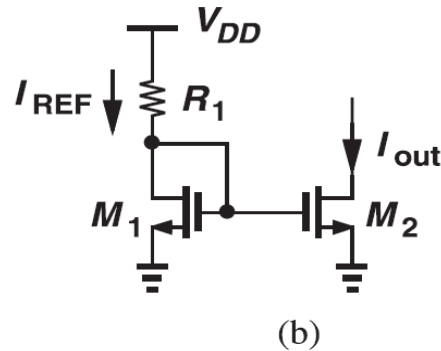 V_DD
I_REF
R_1
I_out
M_1
M_2
(b)